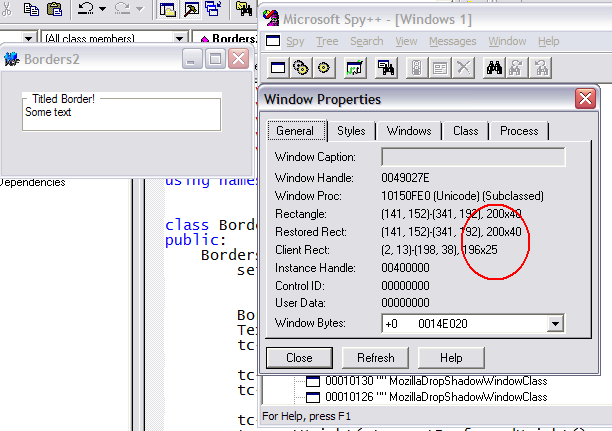 Microsoft Spy++ - [Windows 1]
Spy Tree Search View Messages Window Help
(All class members)
Borders2
Titled Border!
Some text
Dependencies
using names
class Bord
public:
Borders
se
Bo
Te
tc
tc
tc
tc
Window Properties
General Styles Windows Class Process
Window Caption:
Window Handle: 0049027E
Window Proc: 10150FE0 (Unicode) (Subclassed)
Rectangle: (141, 152)-(341, 192), 200x40
Restored Rect: (141, 152)-(341, 192), 200x40
Client Rect: (2, 13)-(198, 38), 196x25
Instance Handle: 00400000
Control ID: 00000000
User Data: 00000000
Window Bytes: +0 0014E020
Close Refresh Help
00010130 "" MozillaDropShadowWindowClass
00010126 "" MozillaDropShadowWindowClass
For Help, press F1